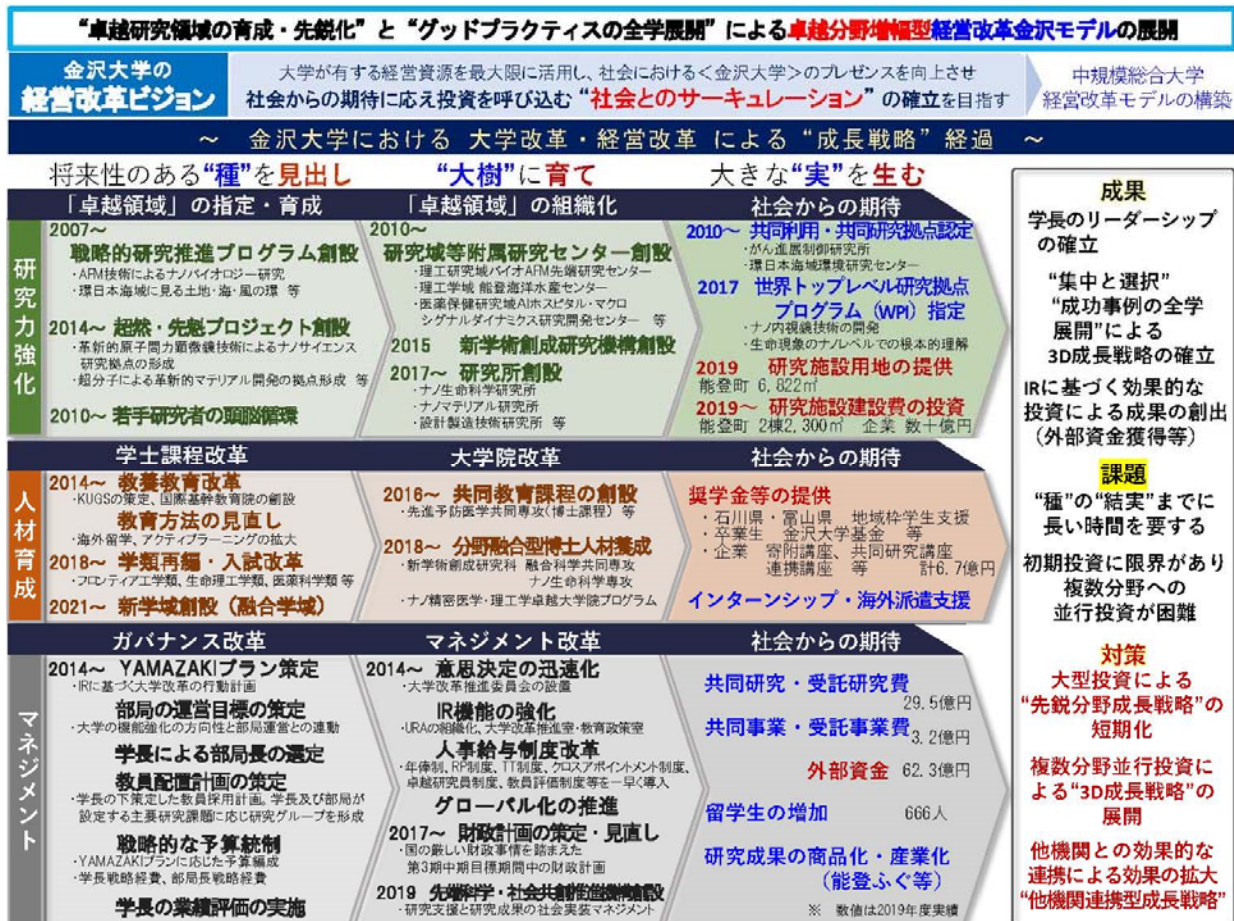 “卓越研究領域の育成・先鋭化” と “グッドプラクティスの全学展開” による卓越分野増幅型経営改革金沢モデルの展開
金沢大学の
経営改革ビジョン
大学が有する経営資源を最大限に活用し、社会における＜金沢大学＞のプレゼンスを向上させ
社会からの期待に応え投資を呼び込む “社会とのサーキュレーション” の確立を目指す
中規模総合大学
経営改革モデルの構築
～ 金沢大学における 大学改革・経営改革 による “成長戦略” 経過 ～
将来性のある“種”を見出し
“大樹”に育て
大きな“実”を生む
研究力強化
「卓越領域」の指定・育成
2007～
戦略的研究推進プログラム創設
・AFM技術によるナノバイオロジー研究
・環日本海域に見る土地・海・風の環 等
2014～ 超然・先魁プロジェクト創設
・革新的原子間力顕微鏡技術によるナノサイエンス
研究拠点の形成
・超分子による革新的マテリアル開発の拠点形成 等
2010～若手研究者の頭脳循環
「卓越領域」の組織化
2010～
研究域等附属研究センター創設
・理工研究域バイオAFM先端研究センター
・理工学域 能登海洋水産センター
・医薬保健研究域AIホスピタル・マクロ
シグナルダイナミクス研究開発センター 等
2015 新学術創成研究機構創設
2017～ 研究所創設
・ナノ生命科学研究所
・ナノマテリアル研究所
・設計製造技術研究所 等
社会からの期待
2010～ 共同利用・共同研究拠点認定
・がん進展制御研究所
・環日本海域環境研究センター
2017 世界トップレベル研究拠点
プログラム（WPI）指定
・ナノ内視鏡技術の開発
・生命現象のナノレベルでの根本的理解
2019 研究施設用地の提供
能登町 6,822㎡
2019～ 研究施設建設費の投資
能登町 2棟2,300㎡ 企業 数十億円
人材育成
学士課程改革
2014～ 教養教育改革
・KUGSの策定、国際基幹教育院の創設
教育方法の見直し
・海外留学、アクティブラーニングの拡大
2018～ 学類再編・入試改革
・フロンティア工学類、生命理工学類、医薬科学類 等
2021～ 新学域創設（融合学域）
大学院改革
2016～ 共同教育課程の創設
・先進予防医学共同専攻(博士課程) 等
2018～ 分野融合型博士人材養成
・新学術創成研究科 融合科学共同専攻
ナノ生命科学専攻
・ナノ精密医学・理工学卓越大学院プログラム
社会からの期待
奨学金等の提供
・石川県・富山県 地域枠学生支援
・卒業生 金沢大学基金 等
・企業 寄附講座、共同研究講座
連携講座 等 計6.7億円
インターンシップ・海外派遣支援
マネジメント
ガバナンス改革
2014～ YAMAZAKIプラン策定
・IRに基づく大学改革の行動計画
部局の運営目標の策定
・大学の機能強化の方向性と部局運営との連動
学長による部局長の選定
教員配置計画の策定
・学長の下策定した教員採用計画。学長及び部局が
設定する主要研究課題に応じ研究グループを形成
戦略的な予算統制
・YAMAZAKIプランに応じた予算編成
・学長戦略経費、部局長戦略経費
学長の業績評価の実施
マネジメント改革
2014～ 意思決定の迅速化
・大学改革推進委員会の設置
IR機能の強化
・URAの組織化、大学改革推進室・教育政策室
人事給与制度改革
・年俸制、RP制度、TT制度、クロスアポイントメント制度、
卓越研究員制度、教員評価制度等を一早く導入
グローバル化の推進
2017～ 財政計画の策定・見直し
・国の厳しい財政事情を踏まえた
第3期中期目標期間中の財政計画
2019 先端科学・社会共創推進機構創設
・研究支援と研究成果の社会実装マネジメント
社会からの期待
共同研究・受託研究費
29.5億円
共同事業・受託事業費
3.2億円
外部資金 62.3億円
留学生の増加 666人
研究成果の商品化・産業化
（能登ふぐ等）
※ 数値は2019年度実績
成果
学長のリーダーシップ
の確立
“集中と選択”
“成功事例の全学
展開”による
3D成長戦略の確立
IRに基づく効果的な
投資による成果の創出
（外部資金獲得等）
課題
“種”の“結実”までに
長い時間を要する
初期投資に限界があり
複数分野への
並行投資が困難
対策
大型投資による
“先鋭分野成長戦略”の
短期化
複数分野並行投資に
よる“3D成長戦略”の
展開
他機関との効果的な
連携による効果の拡大
“他機関連携型成長戦略”